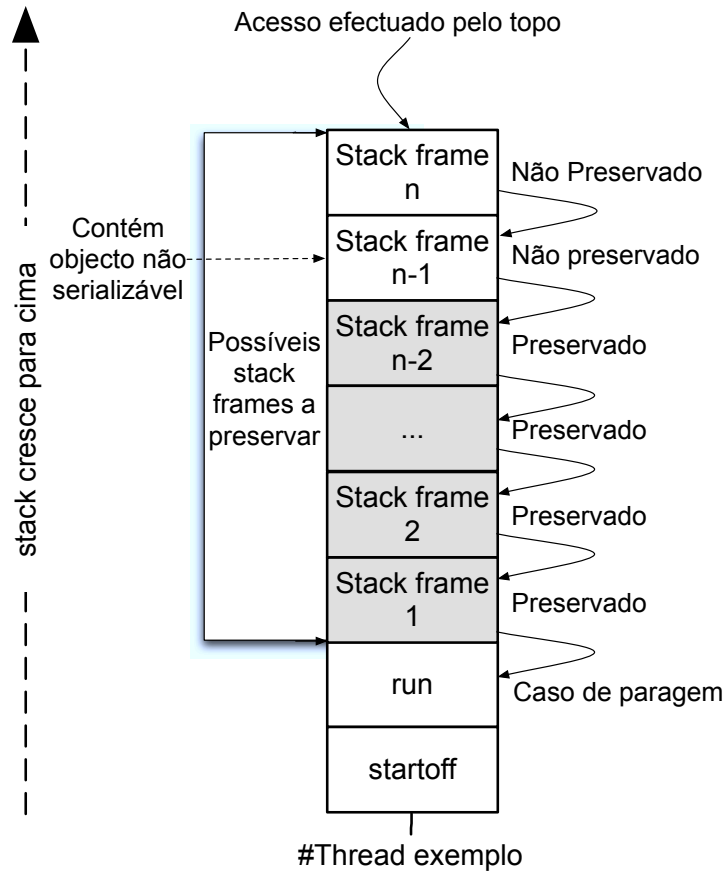 Acesso efectuado pelo topo
Stack frame
n
Não Preservado
Contém
objecto não
serializável
Stack frame
n-1
Não preservado
stack cresce para cima
Possíveis
stack
frames a
preservar
Stack frame
n-2
Preservado
...
Preservado
Stack frame
2
Preservado
Stack frame
1
Preservado
run
Caso de paragem
startoff
#Thread exemplo